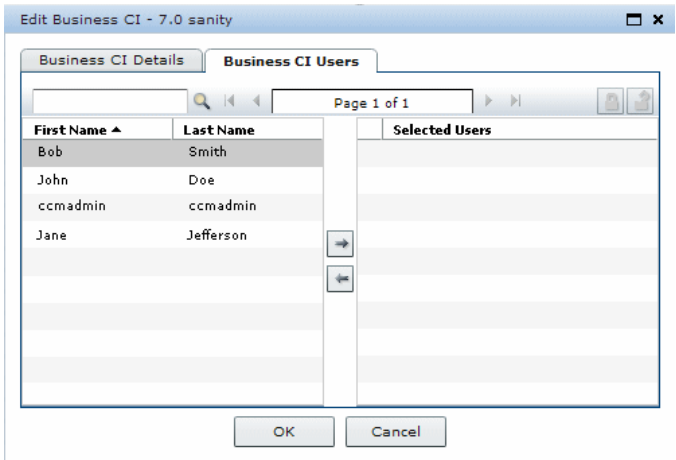 Edit Business CI - 7.0 sanity
Business CI Details Business CI Users
Page 1 of 1
First Name Last Name Selected Users
Bob Smith
John Doe
ccmadmin ccmadmin
Jane Jefferson
OK Cancel